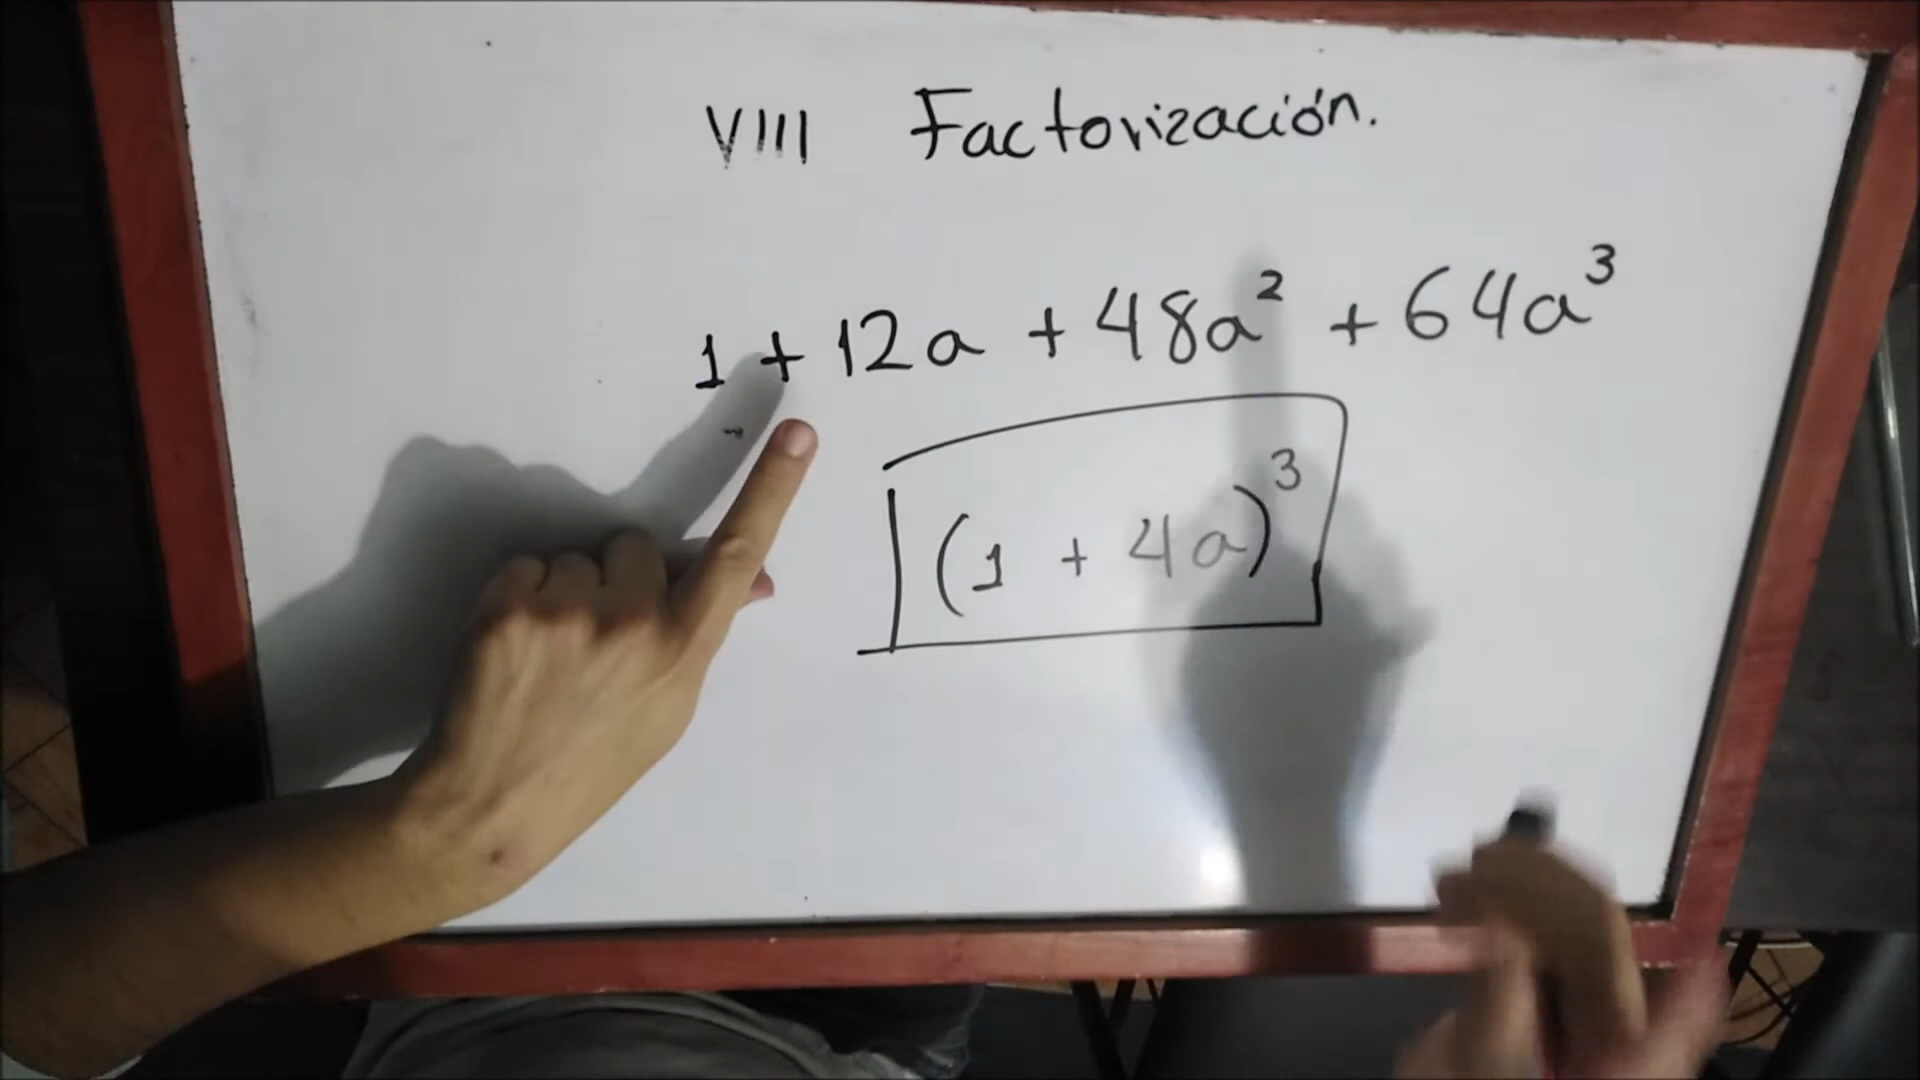 VIII Factorización.
1 + 12a + 48a² + 64a³
(1 + 4a)³